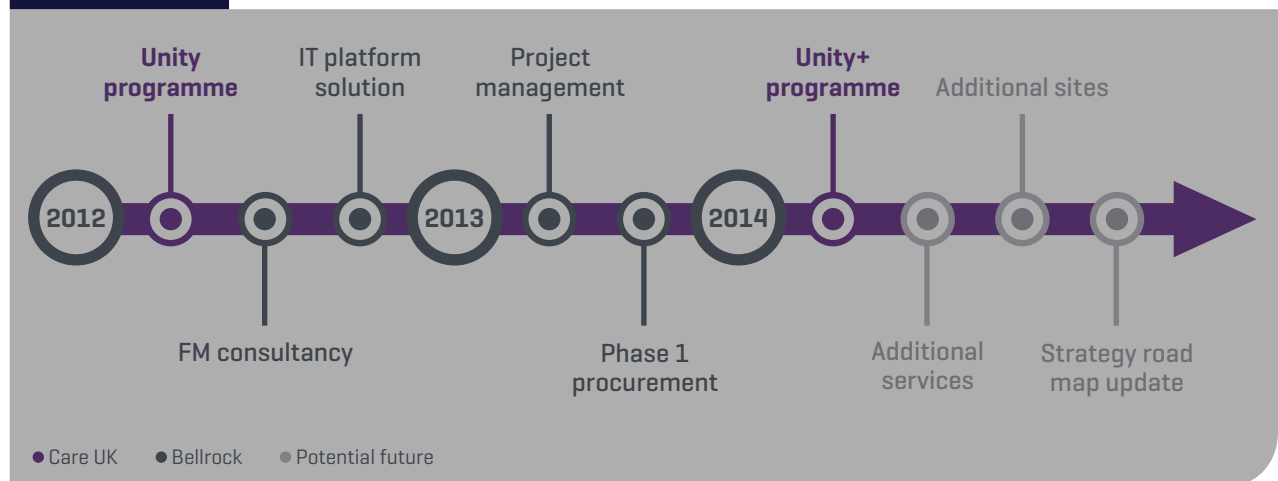 Unity
programme
IT platform
solution
Project
management
Unity+
programme
Additional sites
2012
2013
2014
FM consultancy
Phase 1
procurement
Additional
services
Strategy road
map update
Care UK
Bellrock
Potential future